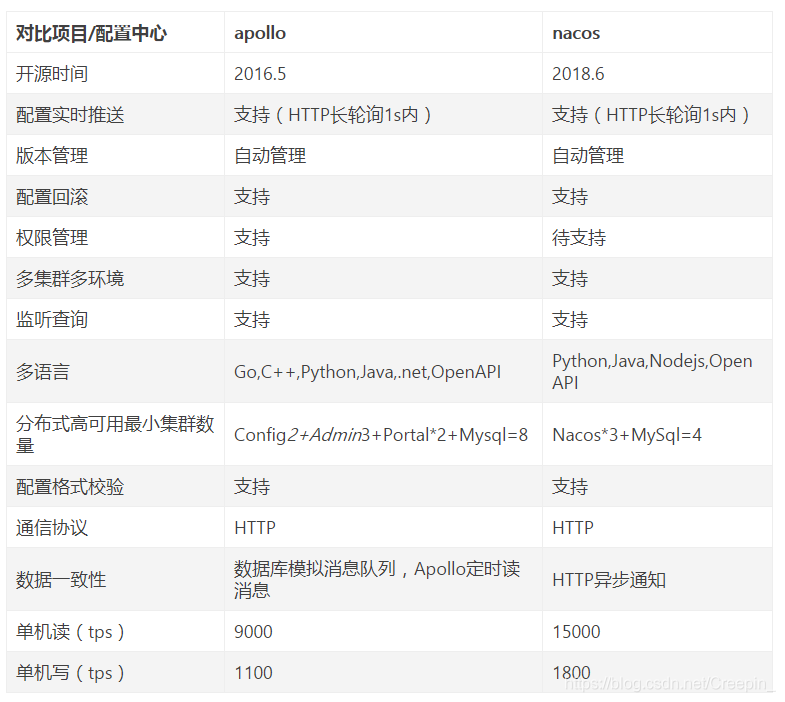 对比项目/配置中心 apollo nacos
开源时间 2016.5 2018.6
配置实时推送 支持（HTTP长轮询1s内） 支持（HTTP长轮询1s内）
版本管理 自动管理 自动管理
配置回滚 支持 支持
权限管理 支持 待支持
多集群多环境 支持 支持
监听查询 支持 支持
多语言 Go,C++,Python,Java,.net,OpenAPI Python,Java,Nodejs,Open
API
分布式高可用最小集群数
量 Config2+Admin3+Portal*2+Mysql=8 Nacos*3+MySql=4
配置格式校验 支持 支持
通信协议 HTTP HTTP
数据一致性 数据库模拟消息队列，Apollo定时读
消息 HTTP异步通知
单机读（tps） 9000 15000
单机写（tps） 1100 1800
https://blog.csdn.net/Creepin_